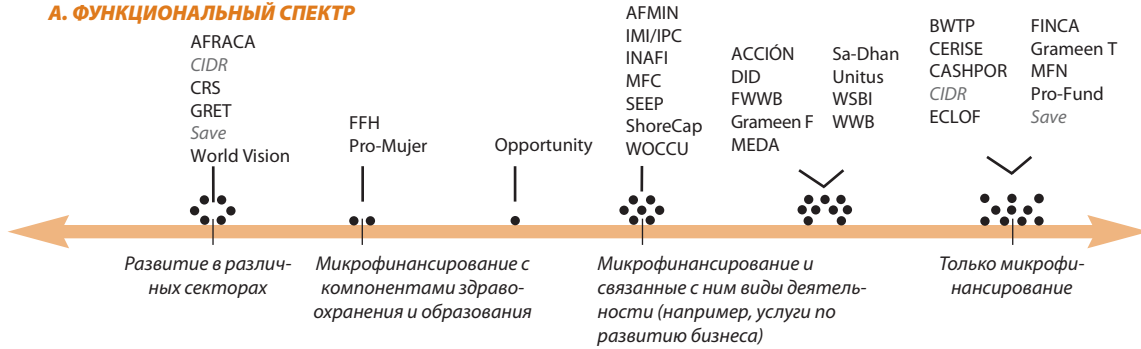 А. ФУНКЦИОНАЛЬНЫЙ СПЕКТР
AFRACA
CIDR
CRS
GRET
Save
World Vision
FFH
Pro-Mujer
Opportunity
AFMIN
IMI/IPC
INAFI
MFC
SEEP
ShoreCap
WOCCU
ACCIÓN
DID
FWWB
Grameen F
MEDA
Sa-Dhan
Unitus
WSBI
WWB
BWTP
CERISE
CASHPOR
CIDR
ECLOF
FINCA
Grameen T
MFN
Pro-Fund
Save
Развитие в различ-
ных секторах
Микрофинансирование с
компонентами здраво-
охранения и образования
Микрофинансирование и
связанные с ним виды деятель-
ности (например, услуги по
развитию бизнеса)
Только микрофи-
нансирование